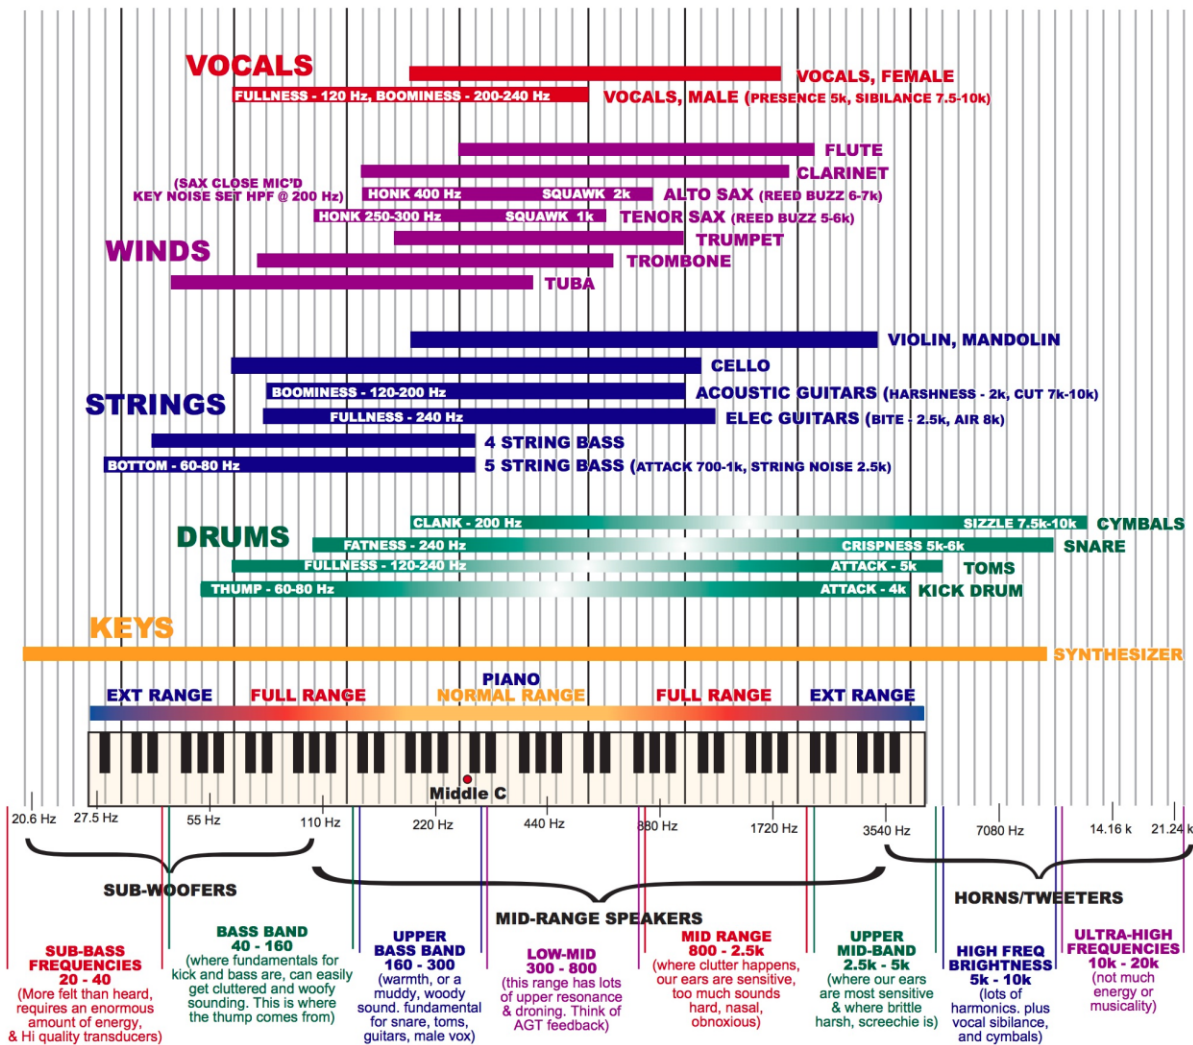 VOCALS
VOCALS, FEMALE
FULLNESS - 120 Hz, BOOMINESS - 200-240 Hz
VOCALS, MALE (PRESENCE 5k, SIBILANCE 7.5-10k)
FLUTE
CLARINET
(SAX CLOSE MIC'D
KEY NOISE SET HPF @ 200 Hz)
HONK 400 Hz
SQUAWK 2k
ALTO SAX (REED BUZZ 6-7k)
HONK 250-300 Hz
SQUAWK 1k
TENOR SAX (REED BUZZ 5-6k)
WINDS
TRUMPET
TROMBONE
TUBA
VIOLIN, MANDOLIN
CELLO
STRINGS
BOOMINESS - 120-200 Hz
ACOUSTIC GUITARS (HARSHNESS - 2k, CUT 7k-10k)
FULLNESS - 240 Hz
ELEC GUITARS (BITE - 2.5k, AIR 8k)
4 STRING BASS
BOTTOM - 60-80 Hz
5 STRING BASS (ATTACK 700-1k, STRING NOISE 2.5k)
DRUMS
CLANK - 200 Hz
SIZZLE 7.5k-10k
CYMBALS
FATNESS - 240 Hz
CRISPNESS 5k-6k
SNARE
FULLNESS - 120-240 Hz
ATTACK - 5k
TOMS
THUMP - 60-80 Hz
ATTACK - 4k
KICK DRUM
KEYS
SYNTHESIZER
PIANO
EXT RANGE
FULL RANGE
NORMAL RANGE
FULL RANGE
EXT RANGE
Middle C
20.6 Hz
27.5 Hz
55 Hz
110 Hz
220 Hz
440 Hz
880 Hz
1720 Hz
3540 Hz
7080 Hz
14.16 k
21.24 k
SUB-WOOFERS
MID-RANGE SPEAKERS
HORNS/TWEETERS
SUB-BASS
FREQUENCIES
20 - 40
(More felt than heard,
requires an enormous
amount of energy,
& Hi quality transducers)
BASS BAND
40 - 160
(where fundamentals for
kick and bass are, can easily
get cluttered and woofy
sounding. This is where
the thump comes from)
UPPER
BASS BAND
160 - 300
(warmth, or a
muddy, woody
sound. fundamental
for snare, toms,
guitars, male vox)
LOW-MID
300 - 800
(this range has lots
of upper resonance
& droning. Think of
AGT feedback)
MID RANGE
800 - 2.5k
(where clutter happens,
our ears are sensitive,
too much sounds
hard, nasal,
obnoxious)
UPPER
MID-BAND
2.5k - 5k
(where our ears
are most sensitive
& where brittle
harsh, screechie is)
HIGH FREQ
BRIGHTNESS
5k - 10k
(lots of
harmonics. plus
vocal sibilance,
and cymbals)
ULTRA-HIGH
FREQUENCIES
10k - 20k
(not much
energy or
musicality)